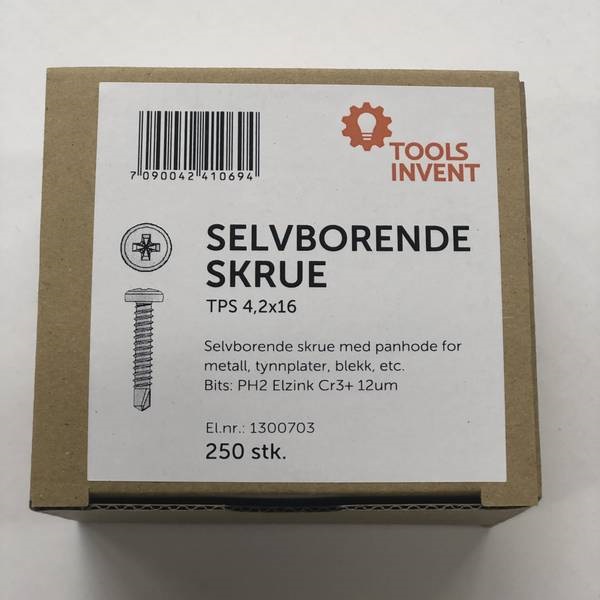 7 090042 410694
TOOLS
INVENT
SELVBORENDE
SKRUE
TPS 4,2x16
Selvborende skrue med panhode for
metall, tynnplater, blekk, etc.
Bits: PH2 Elzink Cr3+ 12um
El.nr.: 1300703
250 stk.